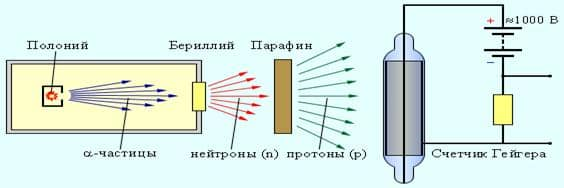 Полоний
Бериллий
Парафин
+
≈1000 В
–
α-частицы
нейтроны (n)
протоны (p)
Счетчик Гейгера